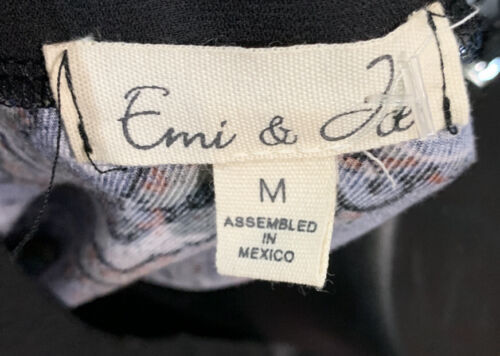 Emi & Joe
M
ASSEMBLED
IN
MEXICO